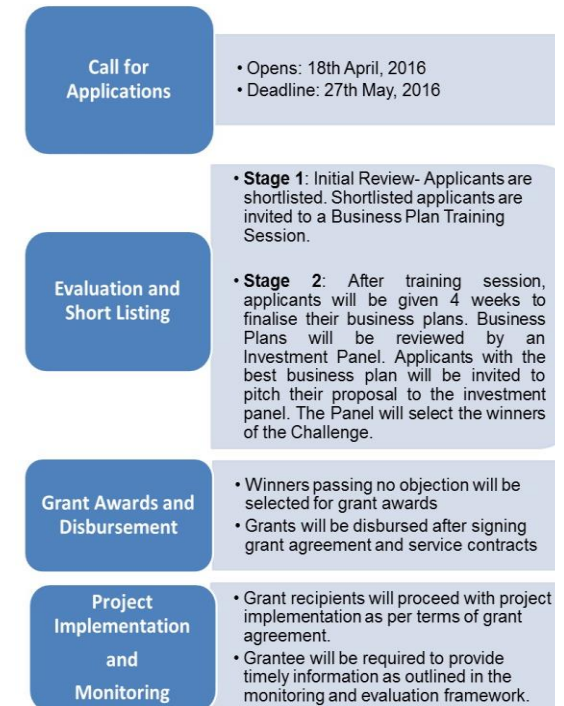 Call for
Applications
• Opens: 18th April, 2016
• Deadline: 27th May, 2016
Evaluation and
Short Listing
• Stage 1: Initial Review- Applicants are
shortlisted. Shortlisted applicants are
invited to a Business Plan Training
Session.
• Stage 2: After training session,
applicants will be given 4 weeks to
finalise their business plans. Business
Plans will be reviewed by an
Investment Panel. Applicants with the
best business plan will be invited to
pitch their proposal to the investment
panel. The Panel will select the winners
of the Challenge.
Grant Awards and
Disbursement
• Winners passing no objection will be
selected for grant awards
• Grants will be disbursed after signing
grant agreement and service contracts
Project
Implementation
and
Monitoring
• Grant recipients will proceed with project
implementation as per terms of grant
agreement.
• Grantee will be required to provide
timely information as outlined in the
monitoring and evaluation framework.